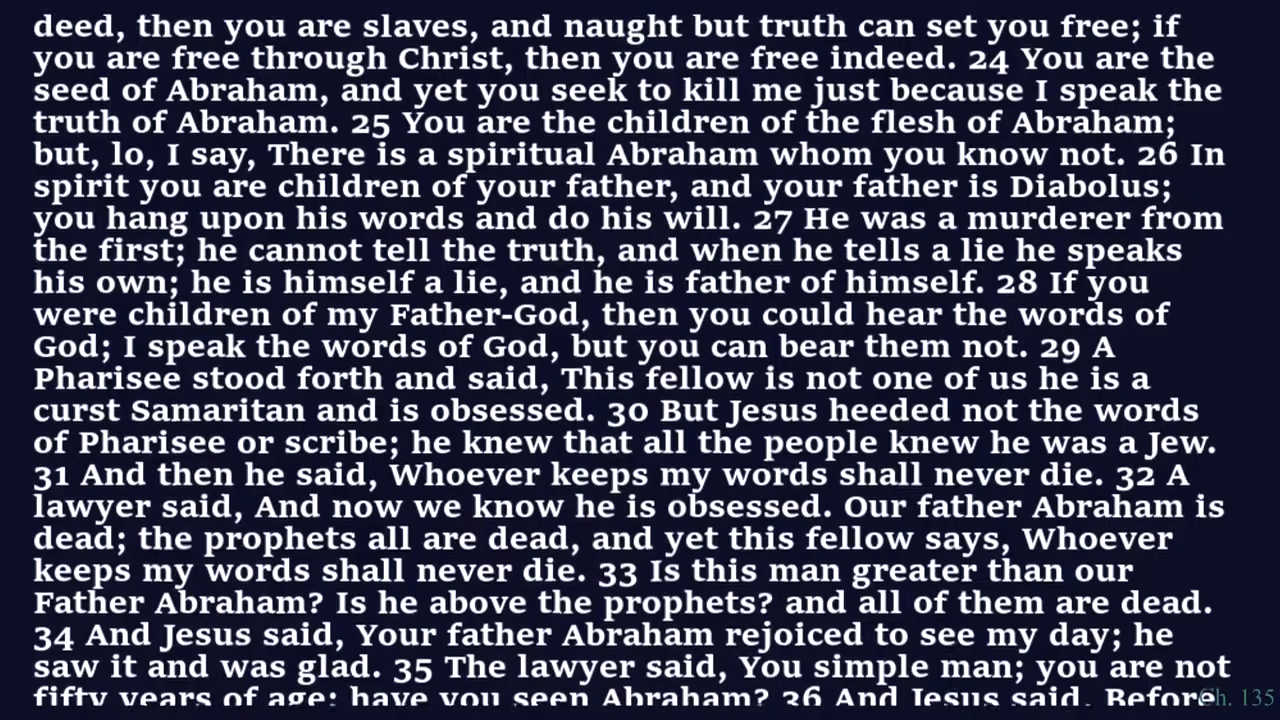 deed, then you are slaves, and naught but truth can set you free; if
you are free through Christ, then you are free indeed. 24 You are the
seed of Abraham, and yet you seek to kill me just because I speak the
truth of Abraham. 25 You are the children of the flesh of Abraham;
but, lo, I say, There is a spiritual Abraham whom you know not. 26 In
spirit you are children of your father, and your father is Diabolus;
you hang upon his words and do his will. 27 He was a murderer from
the first; he cannot tell the truth, and when he tells a lie he speaks
his own; he is himself a lie, and he is father of himself. 28 If you
were children of my Father-God, then you could hear the words of
God; I speak the words of God, but you can bear them not. 29 A
Pharisee stood forth and said, This fellow is not one of us he is a
curst Samaritan and is obsessed. 30 But Jesus heeded not the words
of Pharisee or scribe; he knew that all the people knew he was a Jew.
31 And then he said, Whoever keeps my words shall never die. 32 A
lawyer said, And now we know he is obsessed. Our father Abraham is
dead; the prophets all are dead, and yet this fellow says, Whoever
keeps my words shall never die. 33 Is this man greater than our
Father Abraham? Is he above the prophets? and all of them are dead.
34 And Jesus said, Your father Abraham rejoiced to see my day; he
saw it and was glad. 35 The lawyer said, You simple man; you are not
fifty years of age; have you seen Abraham? 36 And Jesus said, Before
Ch. 135